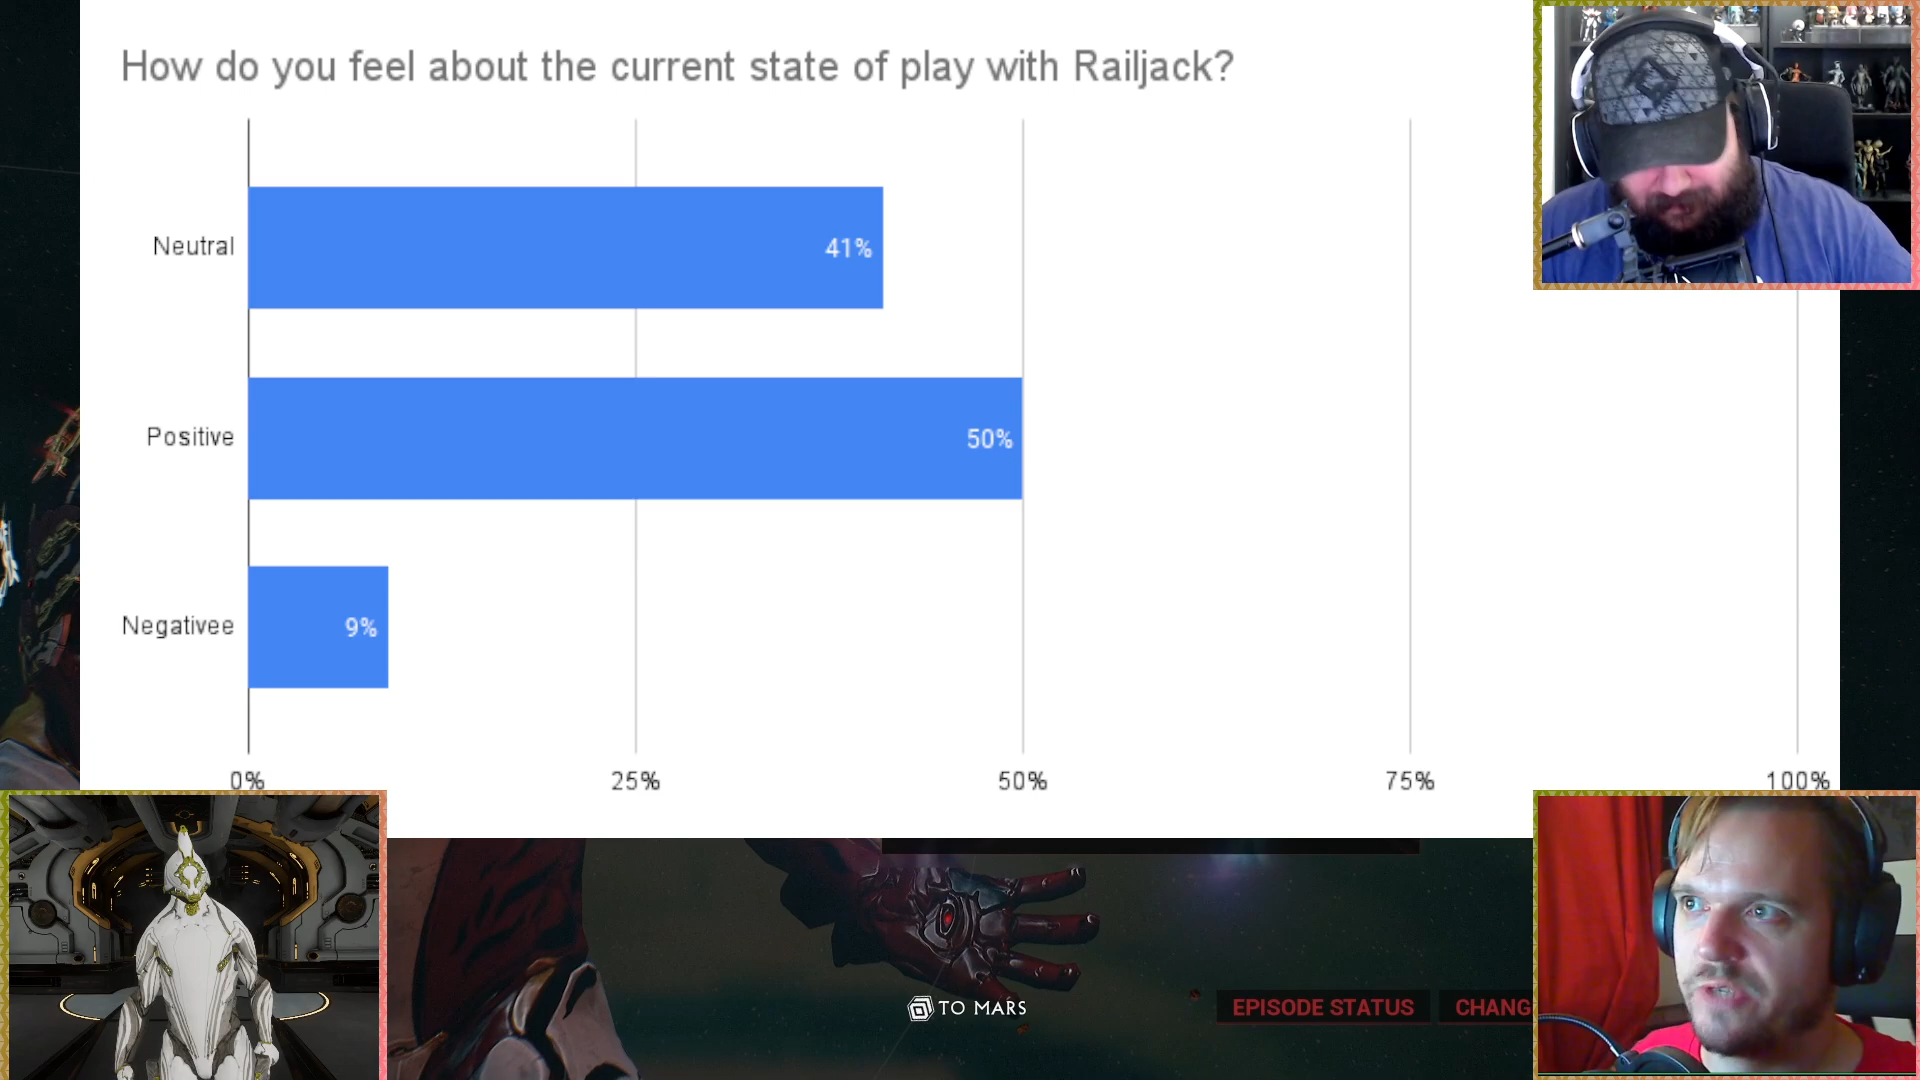 How do you feel about the current state of play with Railjack?
Neutral
41%
Positive
50%
Negativee
9%
0%
25%
50%
75%
100%
TO MARS
EPISODE STATUS
CHANG